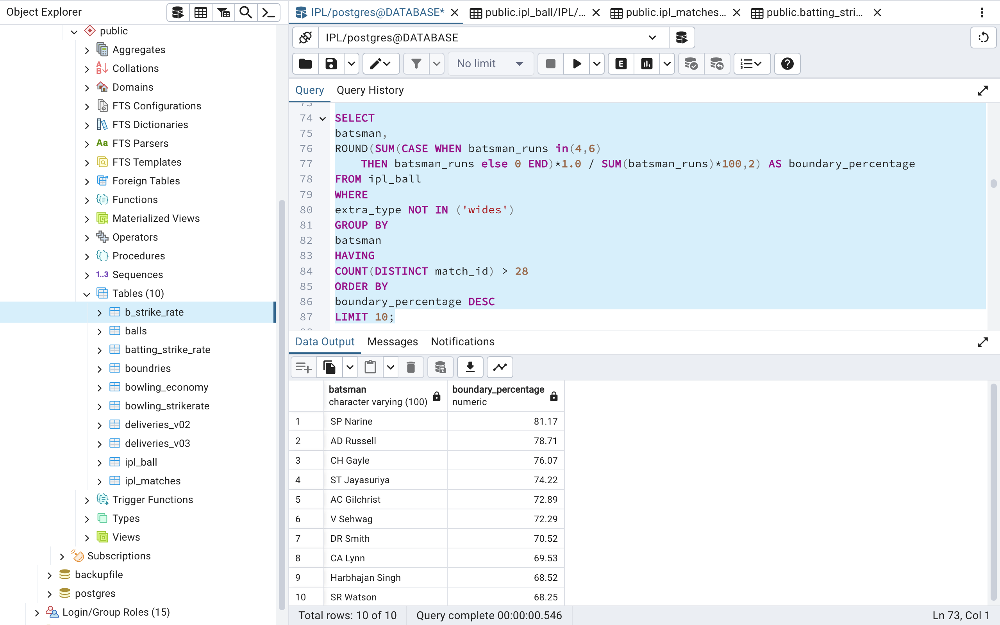 Object Explorer
public
Aggregates
Collations
Domains
FTS Configurations
FTS Dictionaries
Aa FTS Parsers
FTS Templates
Foreign Tables
Functions
Materialized Views
Operators
Procedures
1..3 Sequences
Tables (10)
b_strike_rate
balls
batting_strike_rate
boundries
bowling_economy
bowling_strikerate
deliveries_v02
deliveries_v03
ipl_ball
ipl_matches
Trigger Functions
Types
Views
Subscriptions
backupfile
postgres
Login/Group Roles (15)
IPL/postgres@DATABASE*
public.ipl_ball/IPL/...
public.ipl_matches...
public.batting_stri...
IPL/postgres@DATABASE
No limit
E
Query Query History
73
74 SELECT
75 batsman,
76 ROUND(SUM(CASE WHEN batsman_runs in(4,6)
77 THEN batsman_runs else 0 END)*1.0 / SUM(batsman_runs)*100,2) AS boundary_percentage
78 FROM ipl_ball
79 WHERE
80 extra_type NOT IN ('wides')
81 GROUP BY
82 batsman
83 HAVING
84 COUNT(DISTINCT match_id) > 28
85 ORDER BY
86 boundary_percentage DESC
87 LIMIT 10;
Data Output Messages Notifications
batsman boundary_percentage
character varying (100) numeric
1 SP Narine 81.17
2 AD Russell 78.71
3 CH Gayle 76.07
4 ST Jayasuriya 74.22
5 AC Gilchrist 72.89
6 V Sehwag 72.29
7 DR Smith 70.52
8 CA Lynn 69.53
9 Harbhajan Singh 68.52
10 SR Watson 68.25
Total rows: 10 of 10 Query complete 00:00:00.546 Ln 73, Col 1